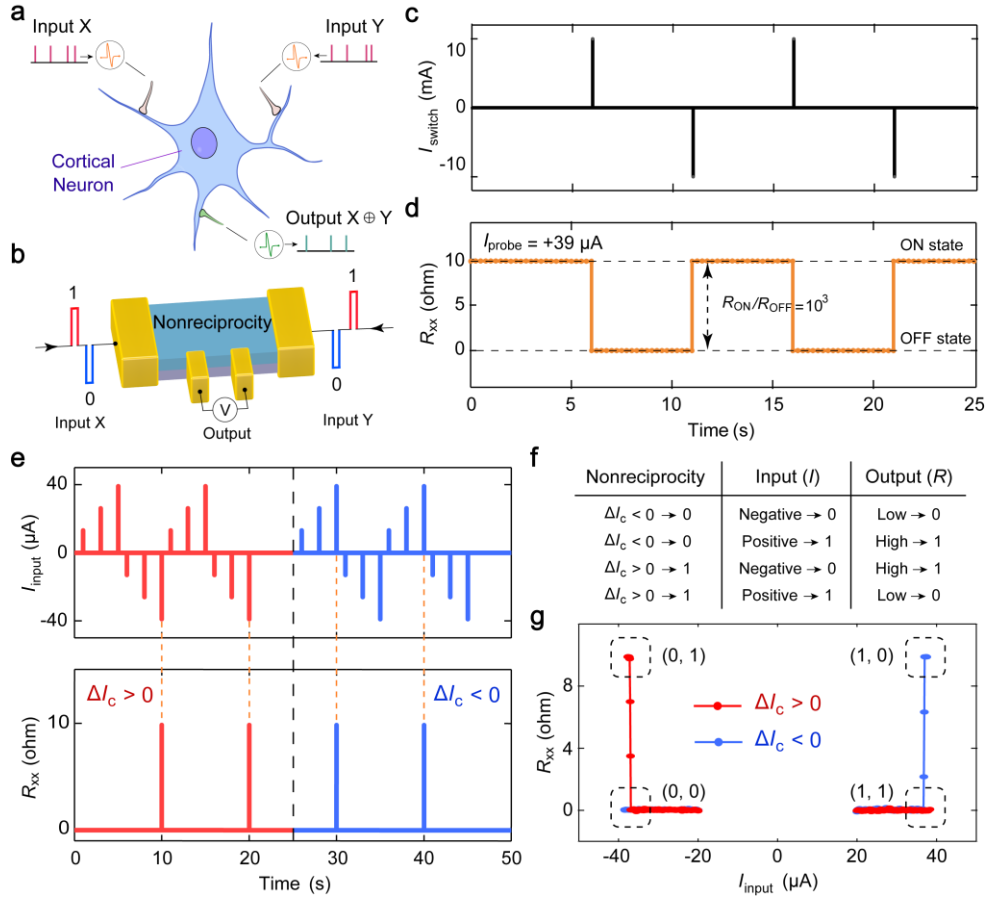 a
Input X
Input Y
Cortical
Neuron
Output X ⊕ Y
b
1
0
Input X
Nonreciprocity
V
Output
1
0
Input Y
c
I_switch (mA)
10
0
-10
d
I_probe = +39 µA
ON state
R_ON/R_OFF=10³
OFF state
R_xx (ohm)
10
5
0
0
5
10
15
20
25
Time (s)
e
I_input (µA)
40
0
-40
ΔI_c > 0
ΔI_c < 0
R_xx (ohm)
10
0
0
10
20
30
40
50
Time (s)
f
Nonreciprocity Input (I) Output (R)
ΔI_c < 0 → 0 Negative → 0 Low → 0
ΔI_c < 0 → 0 Positive → 1 High → 1
ΔI_c > 0 → 1 Negative → 0 High → 1
ΔI_c > 0 → 1 Positive → 1 Low → 0
g
(0, 1)
(1, 0)
ΔI_c > 0
ΔI_c < 0
(0, 0)
(1, 1)
R_xx (ohm)
8
4
0
-40
-20
0
20
40
I_input (µA)